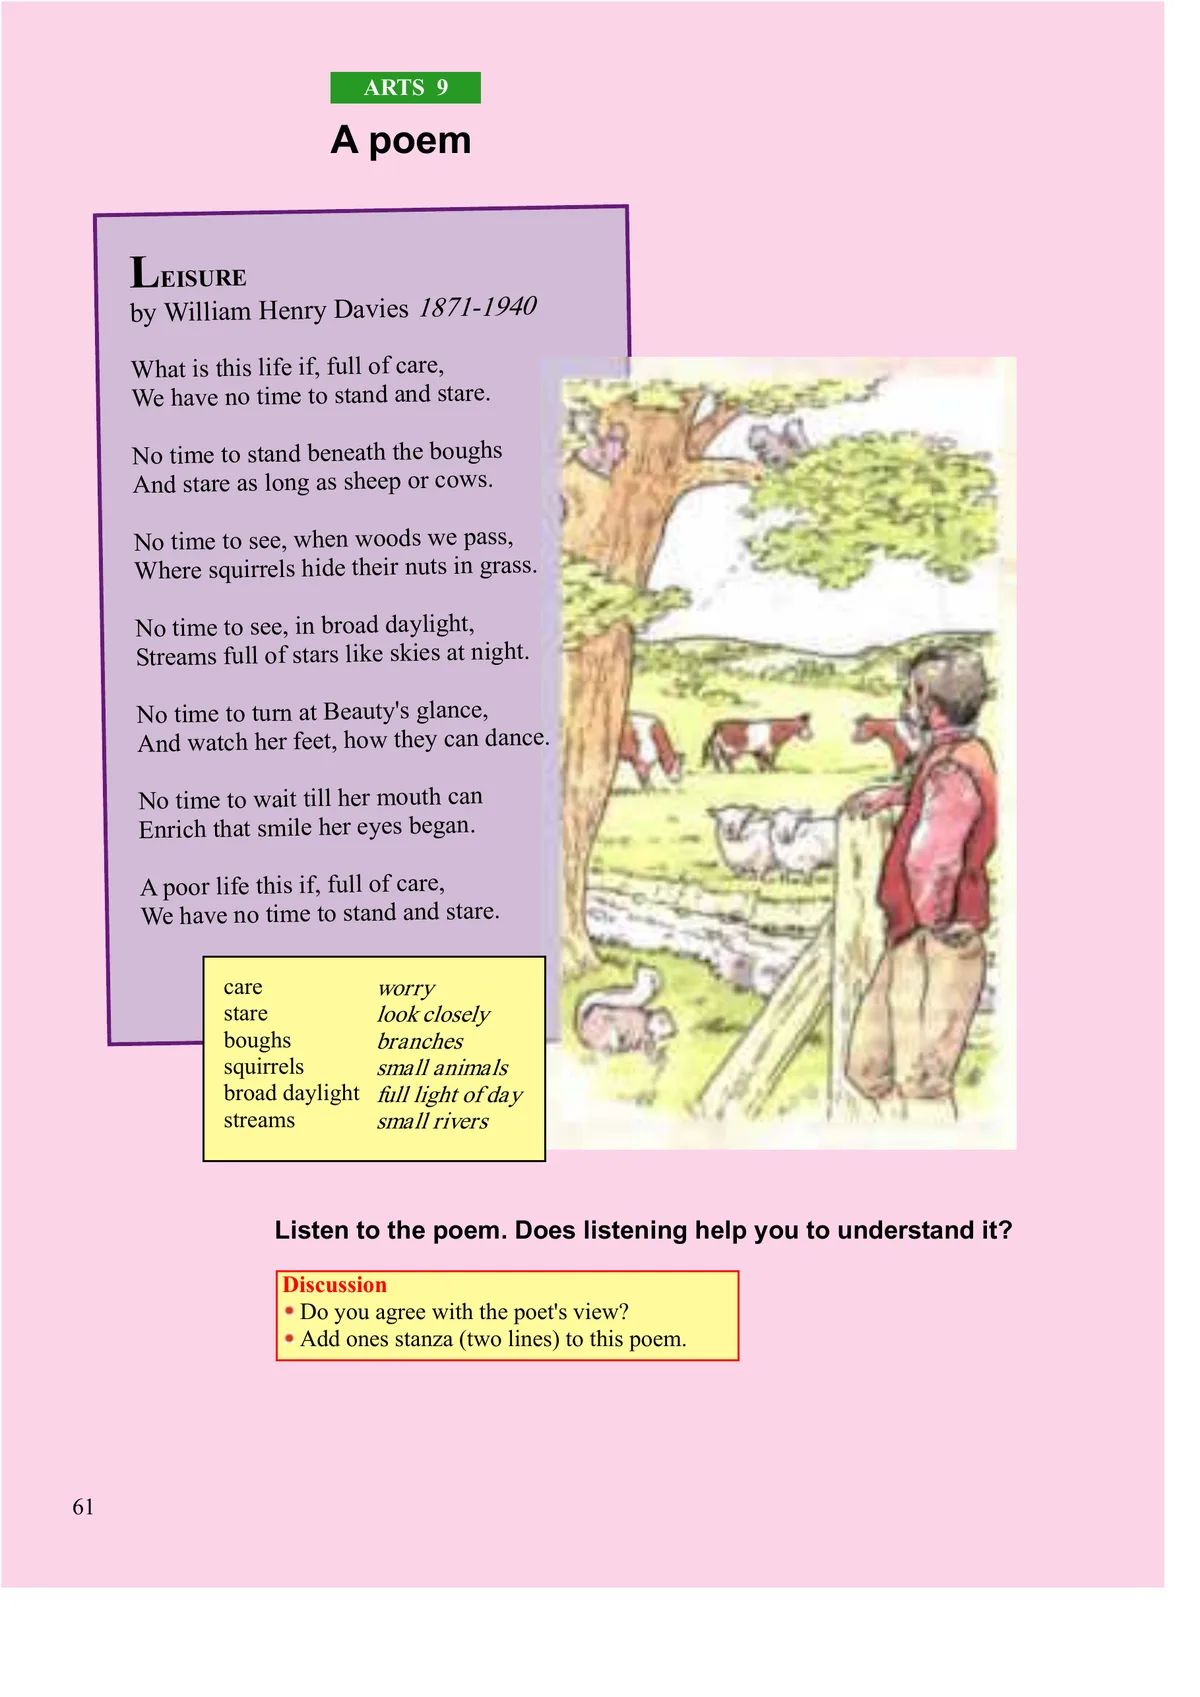 ARTS 9
A poem
LEISURE
by William Henry Davies 1871-1940
What is this life if, full of care,
We have no time to stand and stare.
No time to stand beneath the boughs
And stare as long as sheep or cows.
No time to see, when woods we pass,
Where squirrels hide their nuts in grass.
No time to see, in broad daylight,
Streams full of stars like skies at night.
No time to turn at Beauty's glance,
And watch her feet, how they can dance.
No time to wait till her mouth can
Enrich that smile her eyes began.
A poor life this if, full of care,
We have no time to stand and stare.
care worry
stare look closely
boughs branches
squirrels small animals
broad daylight full light of day
streams small rivers
Listen to the poem. Does listening help you to understand it?
Discussion
• Do you agree with the poet's view?
• Add ones stanza (two lines) to this poem.
61